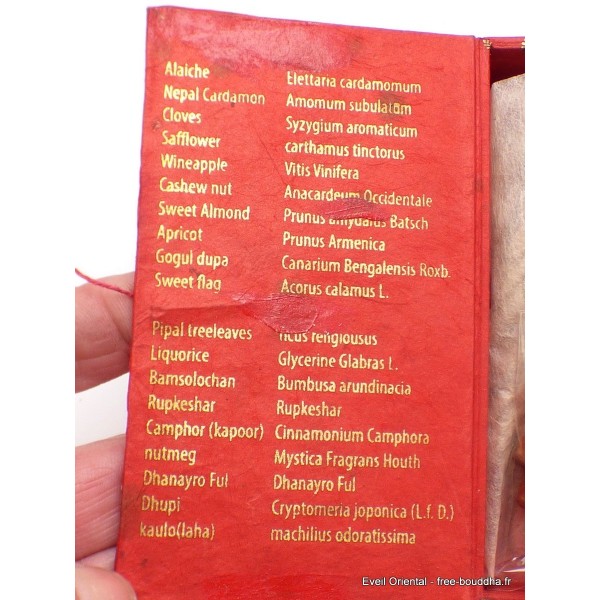 Alaiche Elettaria cardamomum
Nepal Cardamon Amomum subulatum
Cloves Syzygium aromaticum
Safflower carthamus tinctorus
Wineapple Vitis Vinifera
Cashew nut Anacardeum Occidentale
Sweet Almond Prunus amydalus Batsch
Apricot Prunus Armenica
Gogul dupa Canarium Bengalensis Roxb.
Sweet flag Acorus calamus L.
Pipal treeleaves ficus religiousus
Liquorice Glycerine Glabras L.
Bamsolochan Bumbusa arundinacia
Rupkeshar Rupkeshar
Camphor (kapoor) Cinnamonium Camphora
nutmeg Mystica Fragrans Houth
Dhanayro Ful Dhanayro Ful
Dhupi Cryptomeria joponica (L.f. D.)
kaulo(laha) machilius odoratissima
Eveil Oriental - free-bouddha.fr